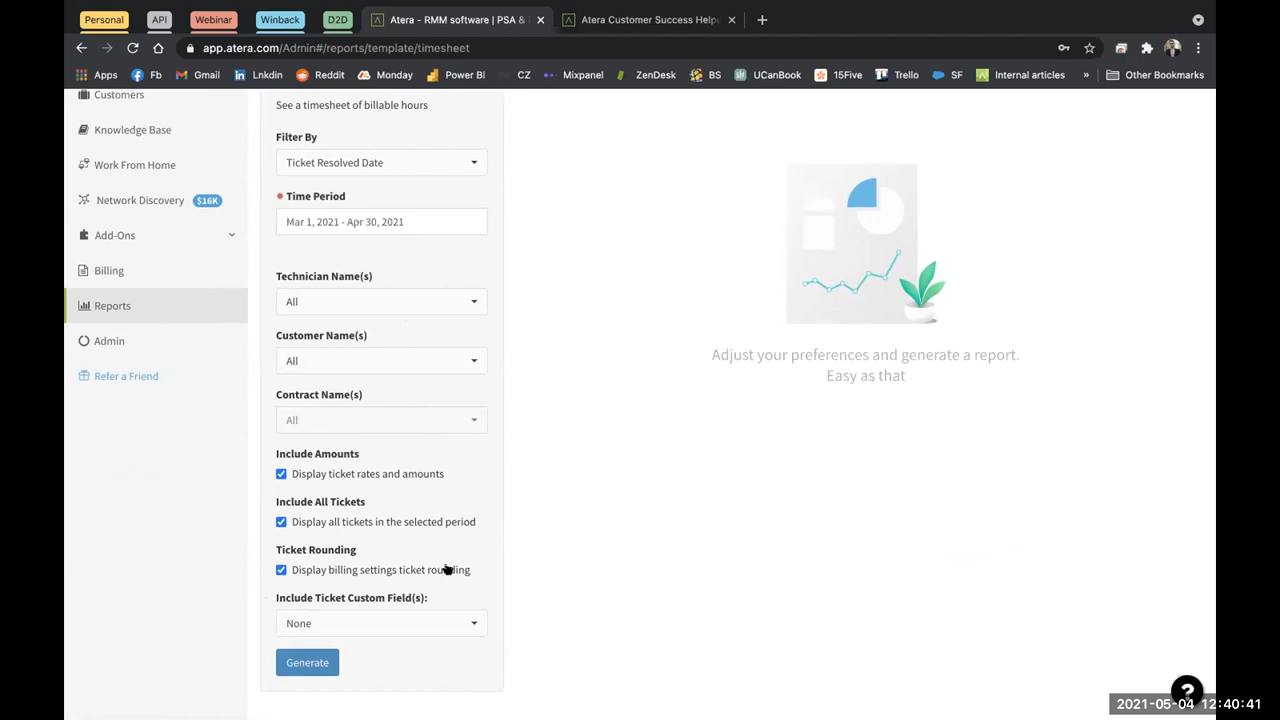 Personal
API
Webinar
Winback
D2D
Atera - RMM software | PSA &
Atera Customer Success Help
app.atera.com/Admin#/reports/template/timesheet
Apps
Fb
Gmail
Lnkdin
Reddit
Monday
Power BI
CZ
Mixpanel
ZenDesk
BS
UCarBook
15Five
Trello
SF
Internal articles
»
Other Bookmarks
Customers
Knowledge Base
Work From Home
Network Discovery $16K
Add-Ons
Billing
Reports
Admin
Refer a Friend
See a timesheet of billable hours
Filter By
Ticket Resolved Date
Time Period
Mar 1, 2021 - Apr 30, 2021
Technician Name(s)
All
Customer Name(s)
All
Contract Name(s)
All
Include Amounts
Display ticket rates and amounts
Include All Tickets
Display all tickets in the selected period
Ticket Rounding
Display billing settings ticket rounding
Include Ticket Custom Field(s):
None
Generate
Adjust your preferences and generate a report.
Easy as that
?
2021-05-04 12:40:41